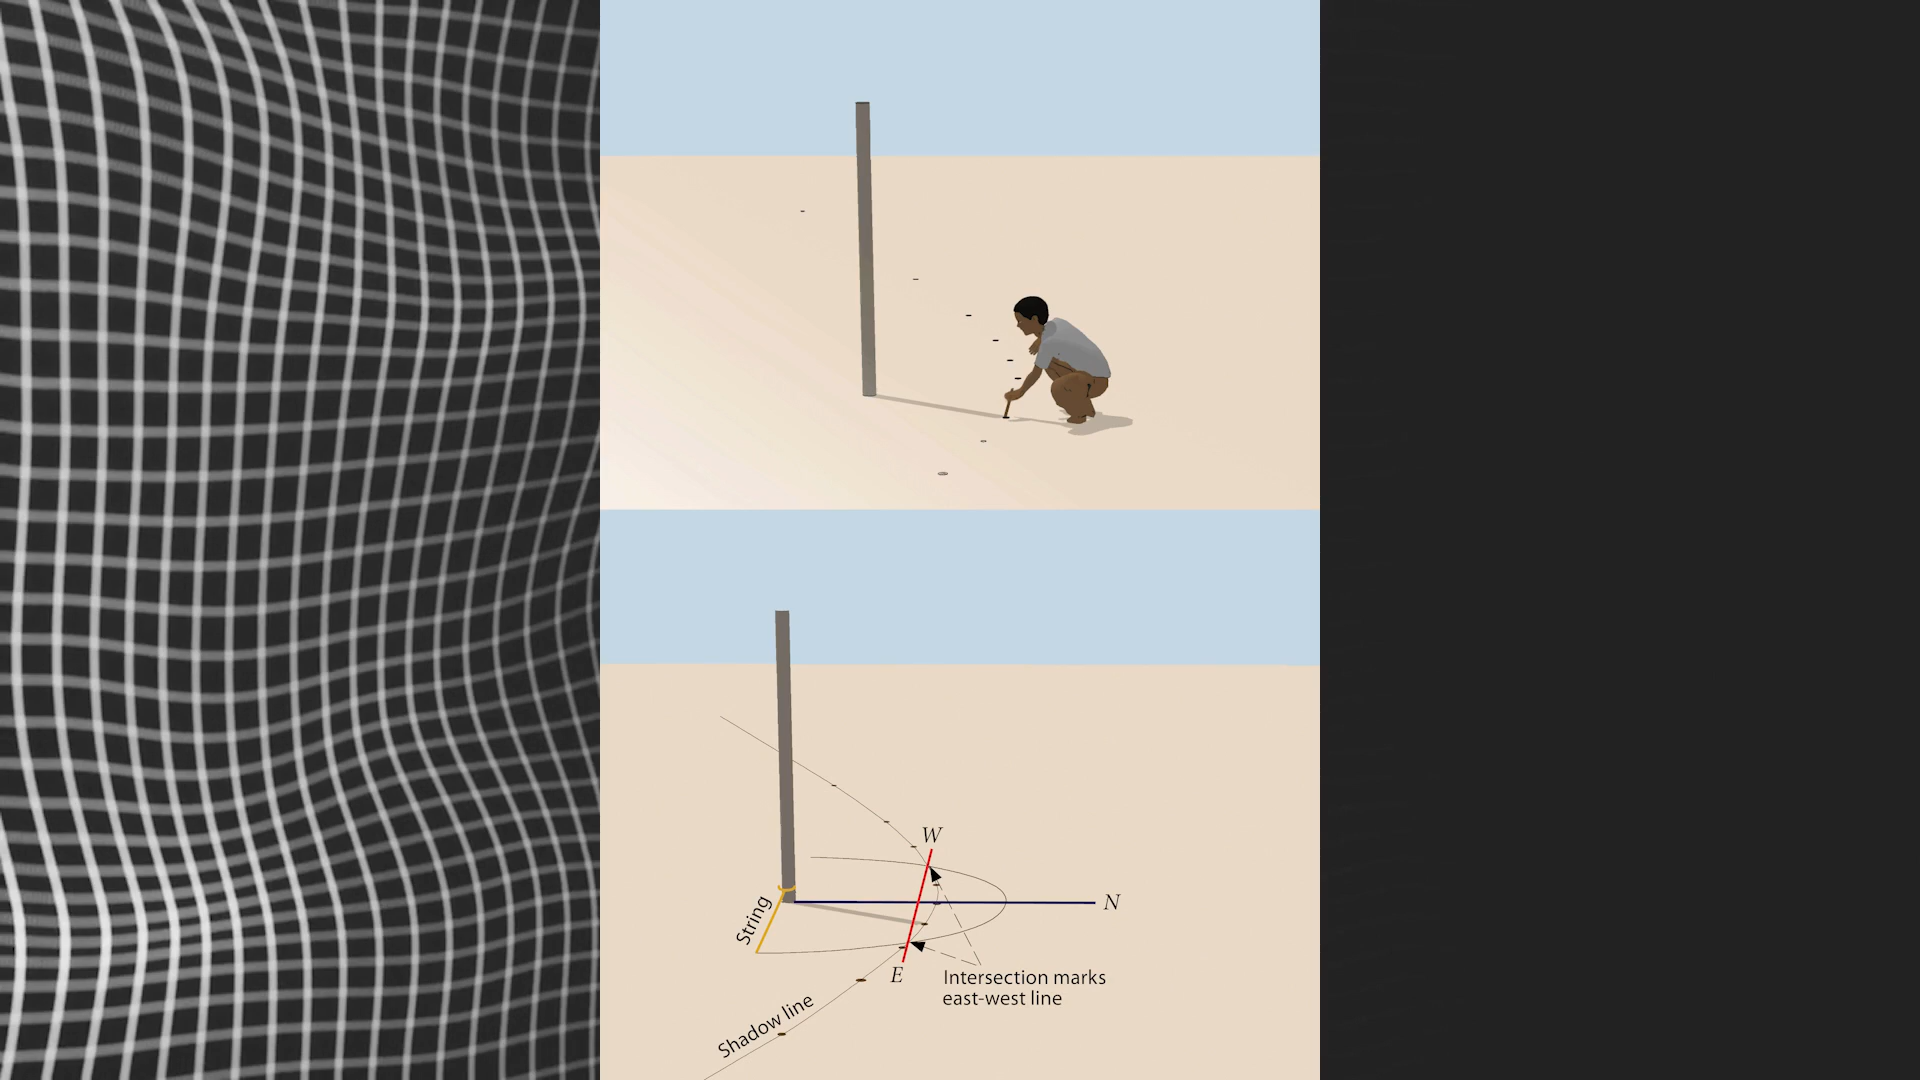 W
N
String
E
Intersection marks
east-west line
Shadow line